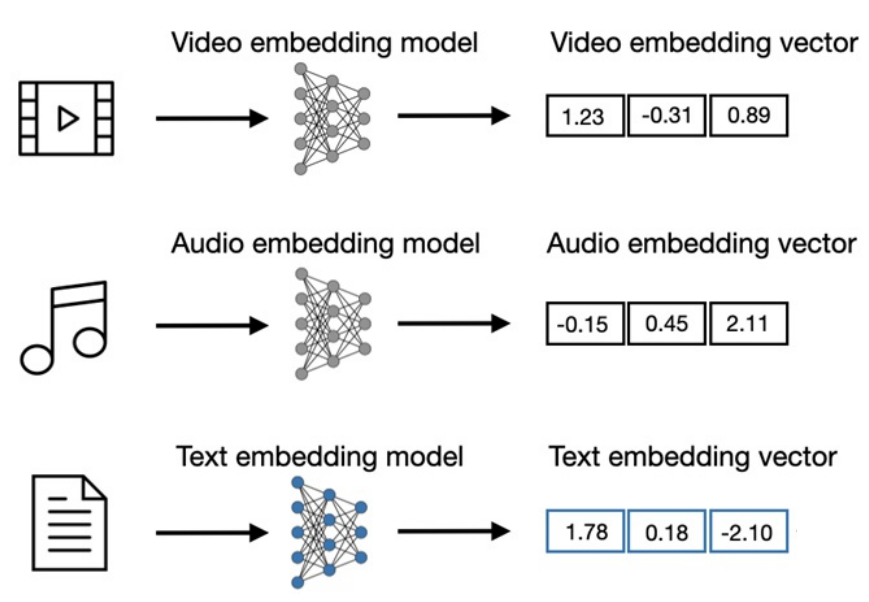 Video embedding model
Video embedding vector
1.23 -0.31 0.89
Audio embedding model
Audio embedding vector
-0.15 0.45 2.11
Text embedding model
Text embedding vector
1.78 0.18 -2.10